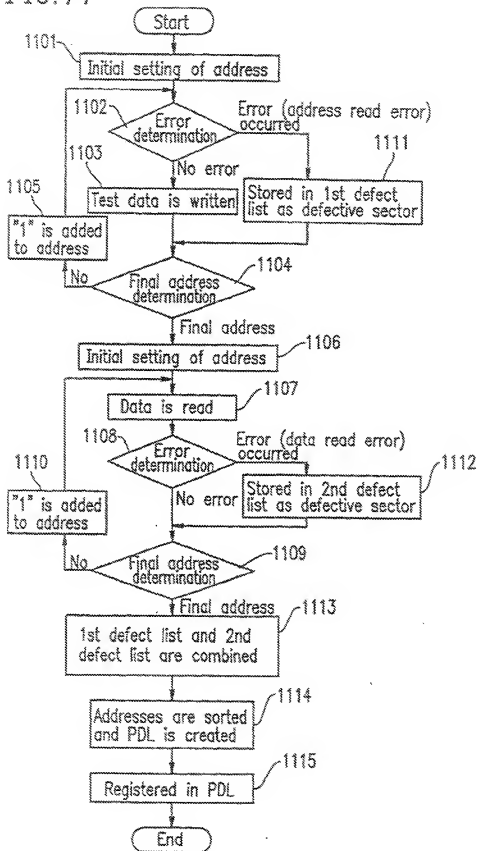 Start
1101
Initial setting of address
1102
Error
determination
Error (address read error)
occurred
1103
No error
1111
1105
Test data is written
Stored in 1st defect
list as defective sector
"1" is added
to address
1104
No
Final address
determination
Final address
Initial setting of address
1106
1107
Data is read
1108
Error
determination
Error (data read error)
occurred
1110
1112
No error
Stored in 2nd defect
list as defective sector
"1" is added
to address
1109
No
Final address
determination
Final address
1113
1st defect list and 2nd
defect list are combined
1114
Addresses are sorted
and PDL is created
1115
Registered in PDL
End